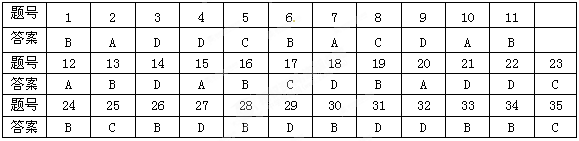 题号 1 2 3 4 5 6 7 8 9 10 11
答案 B A D D C B A C D A B
题号 12 13 14 15 16 17 18 19 20 21 22 23
答案 A B D A B C D B A D D C
题号 24 25 26 27 28 29 30 31 32 33 34 35
答案 B C B D B D B D D B B C